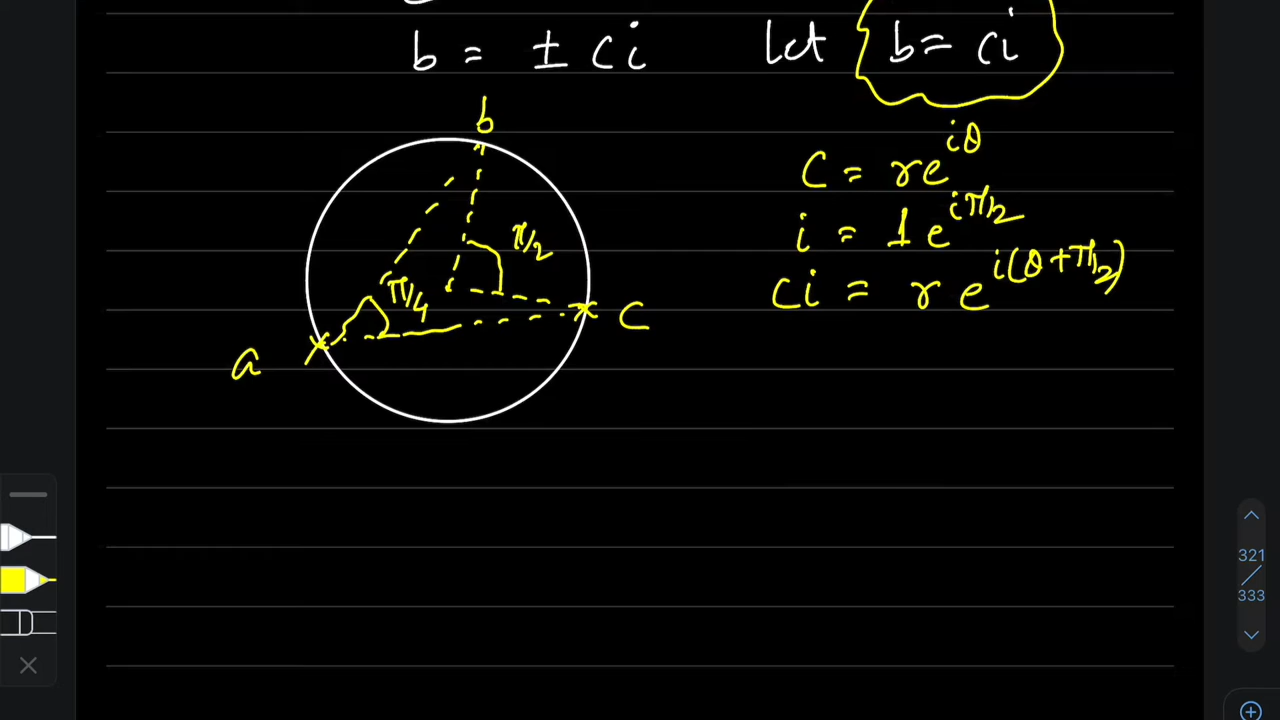 b = ± ci let b = ci
b
c = re^{iθ}
π/2
i = 1e^{iπ/2}
π/4
ci = re^{i(θ+π/2)}
c
a
321
/
333